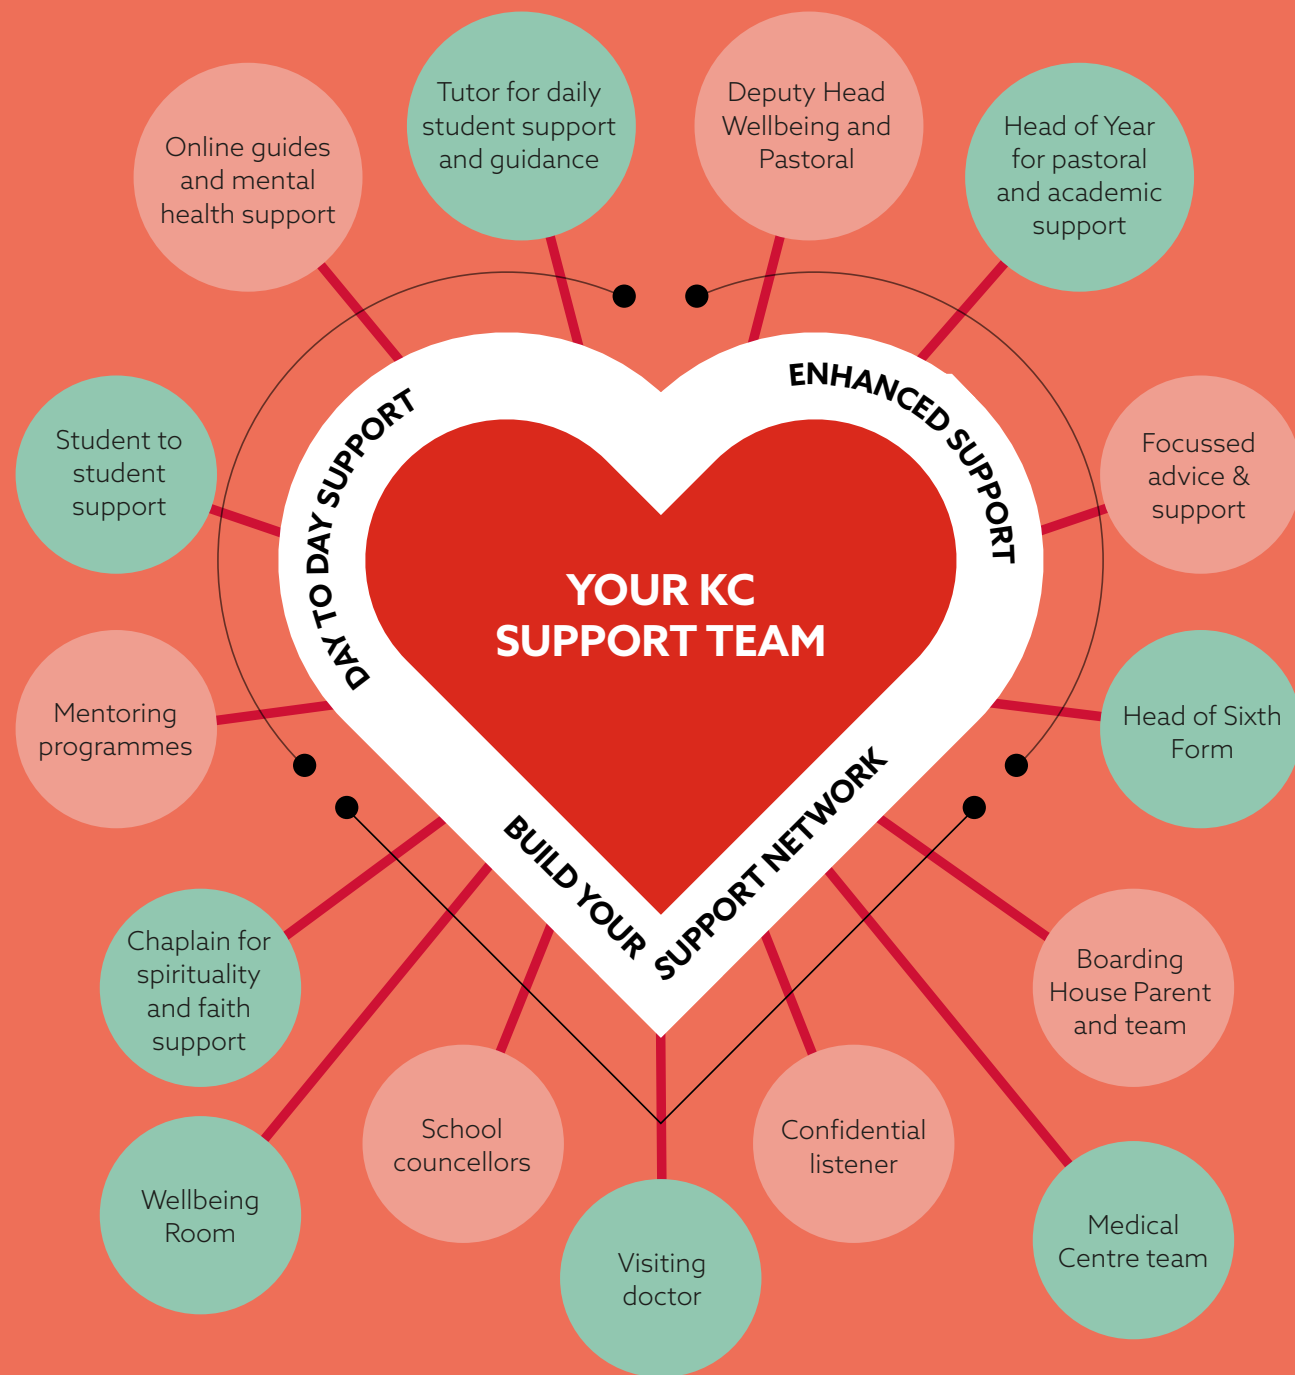 Tutor for daily
student support
and guidance
Deputy Head
Wellbeing and
Pastoral
Online guides
and mental
health support
Head of Year
for pastoral
and academic
support
Student to
student
support
DAY TO DAY SUPPORT
ENHANCED SUPPORT
Focussed
advice &
support
YOUR KC
SUPPORT TEAM
Mentoring
programmes
Head of Sixth
Form
BUILD YOUR
SUPPORT NETWORK
Chaplain for
spirituality
and faith
support
Boarding
House Parent
and team
School
councellors
Confidential
listener
Wellbeing
Room
Visiting
doctor
Medical
Centre team